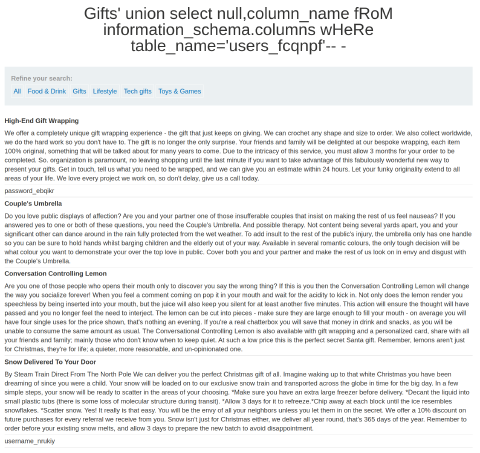 Gifts' union select null,column_name fRoM
information_schema.columns wHeRe
table_name='users_fcqnpf'-- -
Refine your search:
All Food & Drink Gifts Lifestyle Tech gifts Toys & Games
High-End Gift Wrapping
We offer a completely unique gift wrapping experience - the gift that just keeps on giving. We can crochet any shape and size to order. We also collect worldwide,
we do the hard work so you don't have to. The gift is no longer the only surprise. Your friends and family will be delighted at our bespoke wrapping, each item
100% original, something that will be talked about for many years to come. Due to the intricacy of this service, you must allow 3 months for your order to be
completed. So, organization is paramount, no leaving shopping until the last minute if you want to take advantage of this fabulously wonderful new way to
present your gifts. Get in touch, tell us what you need to be wrapped, and we can give you an estimate within 24 hours. Let your funky originality extend to all
areas of your life. We love every project we work on, so don't delay, give us a call today.
password_ebqikr
Couple's Umbrella
Do you love public displays of affection? Are you and your partner one of those insufferable couples that insist on making the rest of us feel nauseas? If you
answered yes to one or both of these questions, you need the Couple's Umbrella. And possible therapy. Not content being several yards apart, you and your
significant other can dance around in the rain fully protected from the wet weather. To add insult to the rest of the public's injury, the umbrella only has one handle
so you can be sure to hold hands whilst barging children and the elderly out of your way. Available in several romantic colours, the only tough decision will be
what colour you want to demonstrate your over the top love in public. Cover both you and your partner and make the rest of us look on in envy and disgust with
the Couple's Umbrella.
Conversation Controlling Lemon
Are you one of those people who opens their mouth only to discover you say the wrong thing? If this is you then the Conversation Controlling Lemon will change
the way you socialize forever! When you feel a comment coming on pop it in your mouth and wait for the acidity to kick in. Not only does the lemon render you
speechless by being inserted into your mouth, but the juice will also keep you silent for at least another five minutes. This action will ensure the thought will have
passed and you no longer feel the need to interject. The lemon can be cut into pieces - make sure they are large enough to fill your mouth - on average you will
have four single uses for the price shown, that's nothing an evening. If you're a real chatterbox you will save that money in drink and snacks, as you will be
unable to consume the same amount as usual. The Conversational Controlling Lemon is also available with gift wrapping and a personalized card, share with all
your friends and family; mainly those who don't know when to keep quiet. At such a low price this is the perfect secret Santa gift. Remember, lemons aren't just
for Christmas, they're for life; a quieter, more reasonable, and un-opinionated one.
Snow Delivered To Your Door
By Steam Train Direct From The North Pole We can deliver you the perfect Christmas gift of all. Imagine waking up to that white Christmas you have been
dreaming of since you were a child. Your snow will be loaded on to our exclusive snow train and transported across the globe in time for the big day. In a few
simple steps, your snow will be ready to scatter in the areas of your choosing. *Make sure you have an extra large freezer before delivery. *Decant the liquid into
small plastic tubs (there is some loss of molecular structure during transit). *Allow 3 days for it to refreeze.*Chip away at each block until the ice resembles
snowflakes. *Scatter snow. Yes! It really is that easy. You will be the envy of all your neighbors unless you let them in on the secret. We offer a 10% discount on
future purchases for every referral we receive from you. Snow isn't just for Christmas either, we deliver all year round, that's 365 days of the year. Remember to
order before your existing snow melts, and allow 3 days to prepare the new batch to avoid disappointment.
username_nrukiy